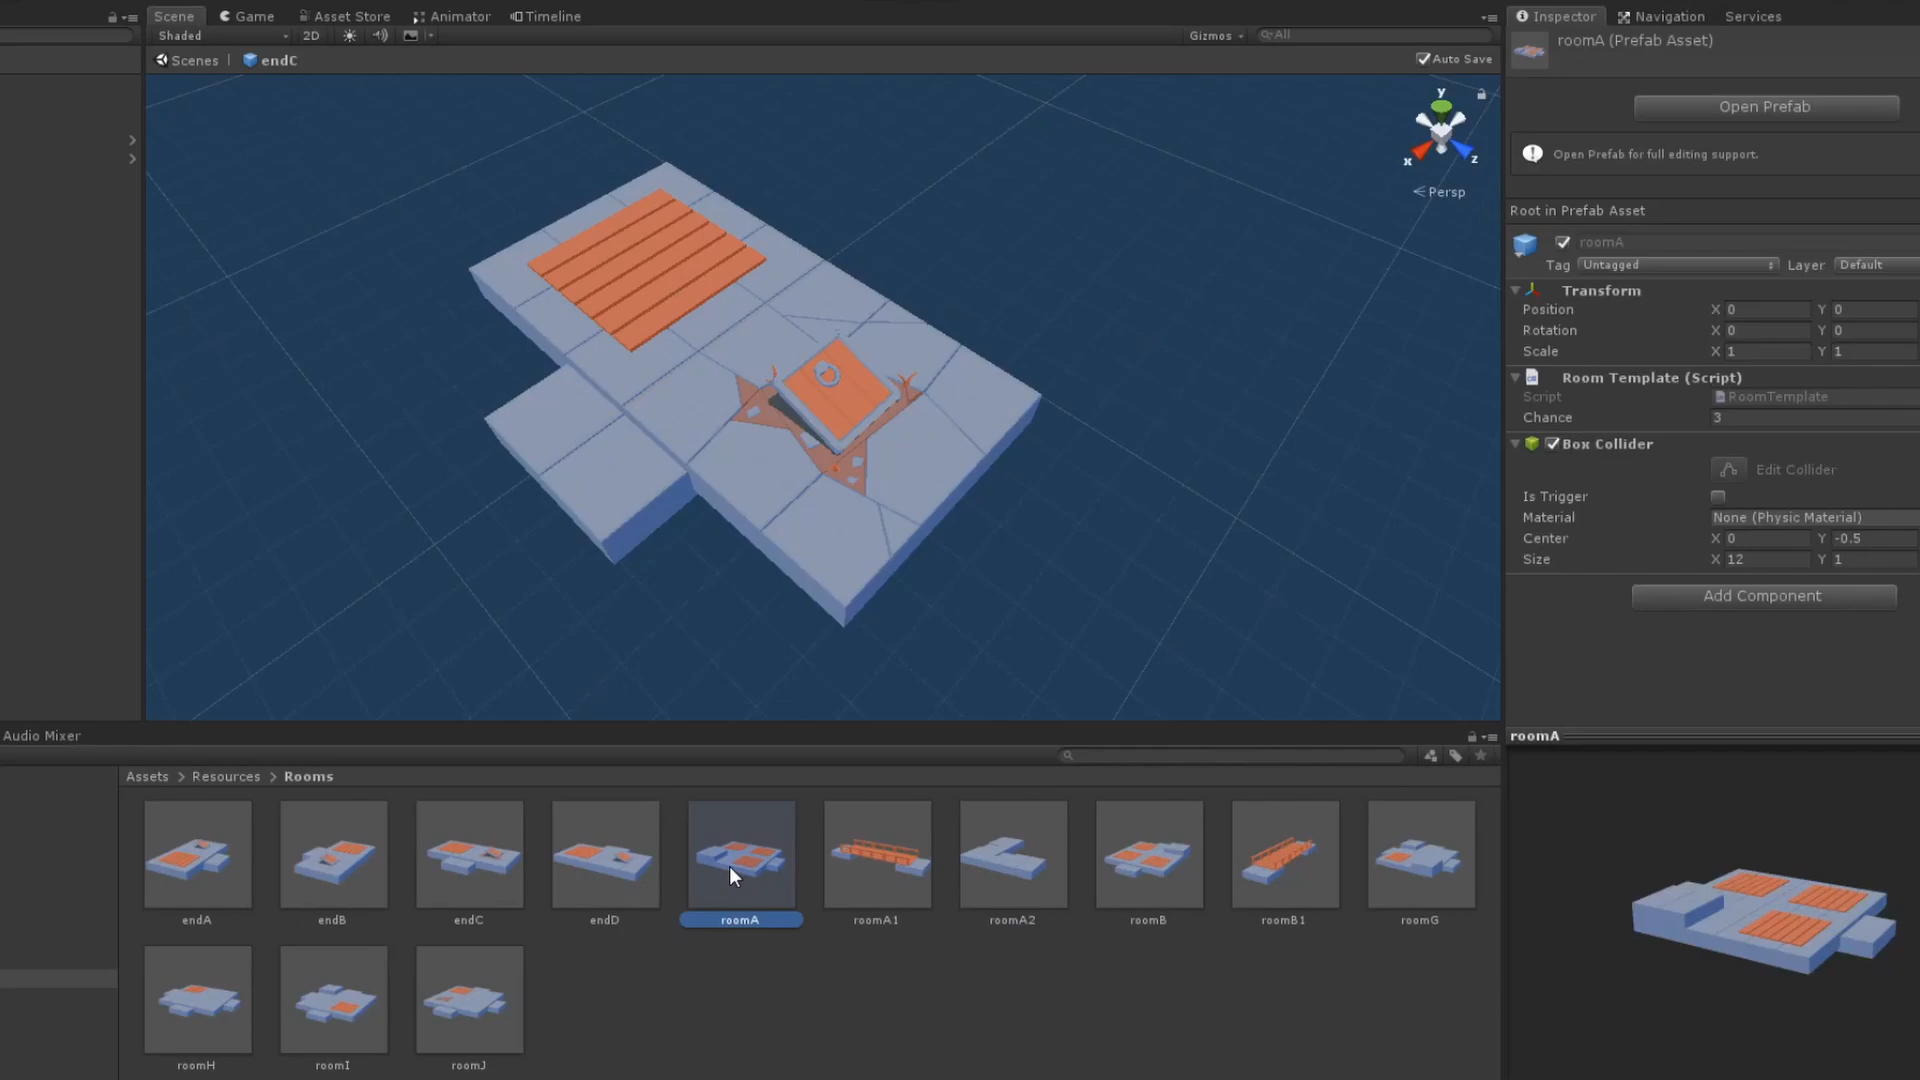 Scene Game Asset Store Animator Timeline
Shaded 2D Gizmos All
Scenes endC Auto Save
y
x z
Persp
Inspector Navigation Services
roomA (Prefab Asset)
Open Prefab
Open Prefab for full editing support.
Root in Prefab Asset
roomA
Tag Untagged Layer Default
Transform
Position X 0 Y 0
Rotation X 0 Y 0
Scale X 1 Y 1
Room Template (Script)
Script RoomTemplate
Chance 3
Box Collider
Edit Collider
Is Trigger
Material None (Physic Material)
Center X 0 Y -0.5
Size X 12 Y 1
Add Component
Audio Mixer
roomA
Assets > Resources > Rooms
endA endB endC endD roomA roomA1 roomA2 roomB roomB1 roomG
roomH roomI roomJ